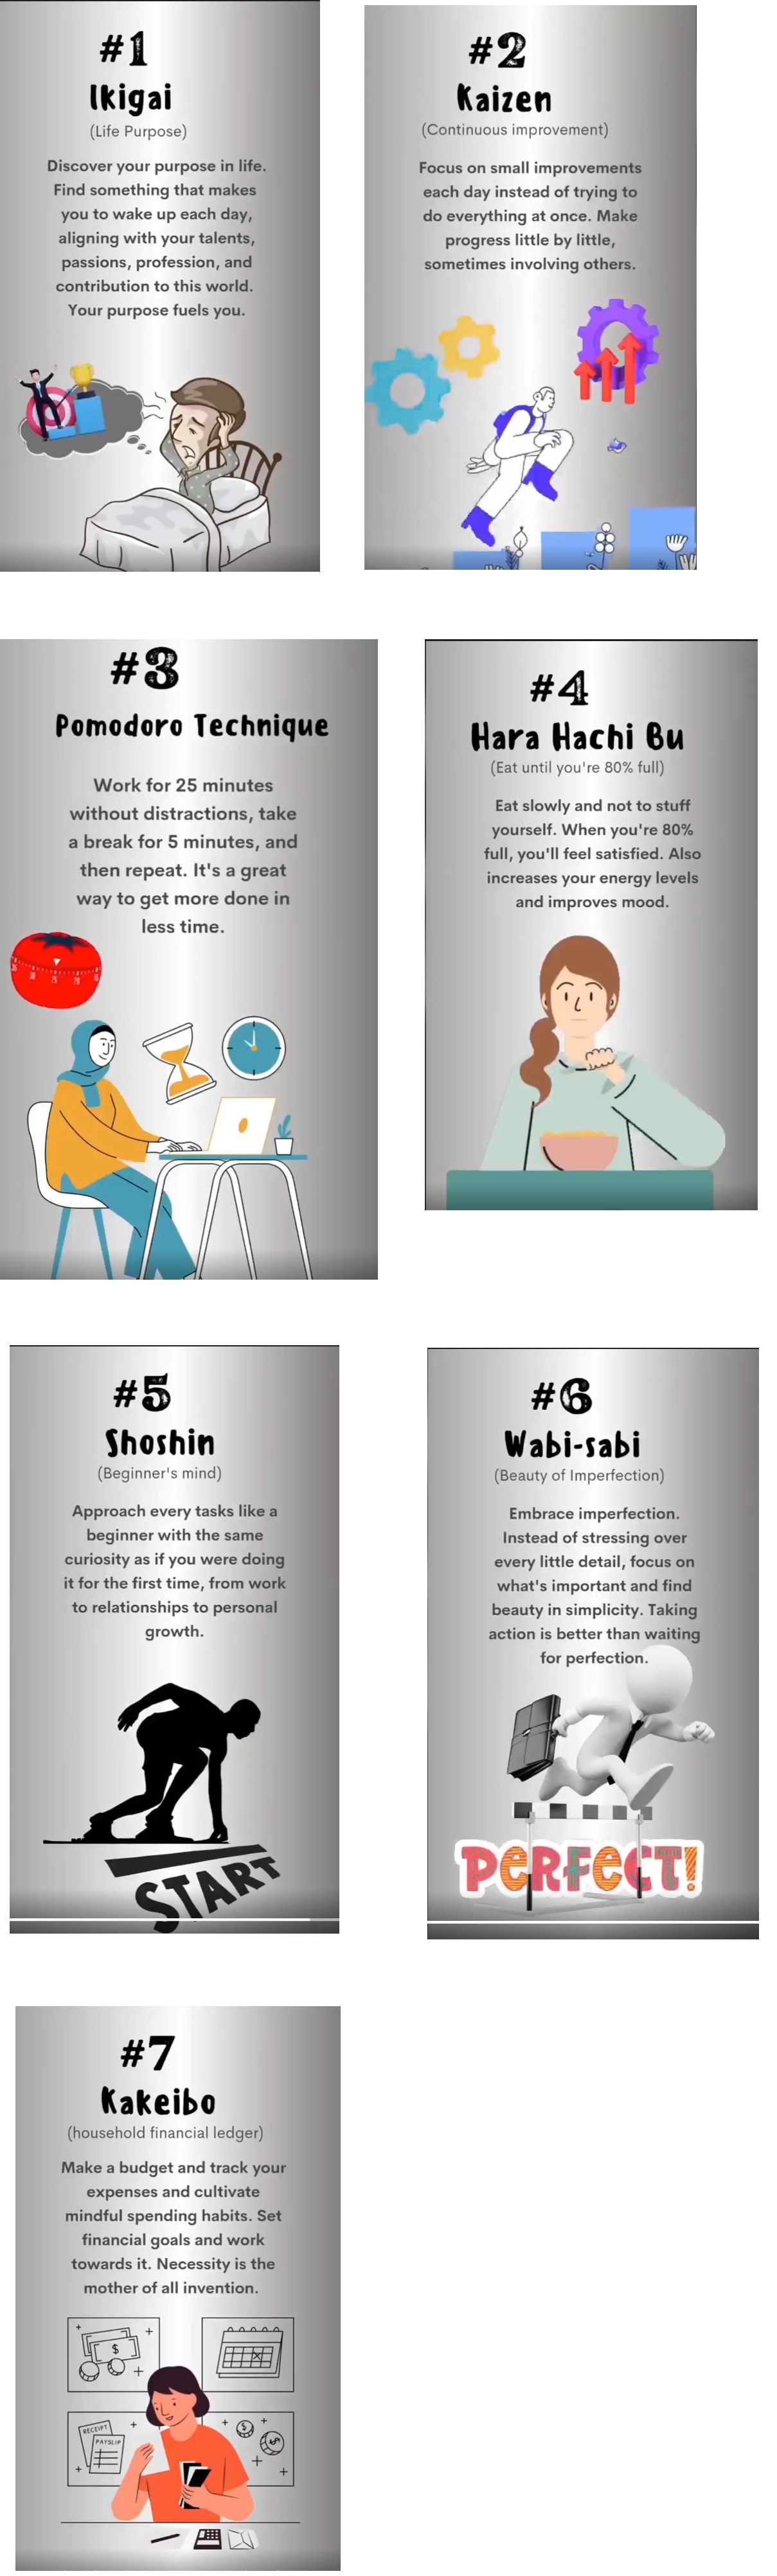 #1
Ikigai
(Life Purpose)
Discover your purpose in life.
Find something that makes
you to wake up each day,
aligning with your talents,
passions, profession, and
contribution to this world.
Your purpose fuels you.
#2
Kaizen
(Continuous improvement)
Focus on small improvements
each day instead of trying to
do everything at once. Make
progress little by little,
sometimes involving others.
#3
Pomodoro Technique
Work for 25 minutes
without distractions, take
a break for 5 minutes, and
then repeat. It's a great
way to get more done in
less time.
#4
Hara Hachi Bu
(Eat until you're 80% full)
Eat slowly and not to stuff
yourself. When you're 80%
full, you'll feel satisfied. Also
increases your energy levels
and improves mood.
#5
Shoshin
(Beginner's mind)
Approach every tasks like a
beginner with the same
curiosity as if you were doing
it for the first time, from work
to relationships to personal
growth.
START
#6
Wabi-sabi
(Beauty of Imperfection)
Embrace imperfection.
Instead of stressing over
every little detail, focus on
what's important and find
beauty in simplicity. Taking
action is better than waiting
for perfection.
PERFECT!
#7
Kakeibo
(household financial ledger)
Make a budget and track your
expenses and cultivate
mindful spending habits. Set
financial goals and work
towards it. Necessity is the
mother of all invention.
$
RECEIPT
PAYSLIP
$
$